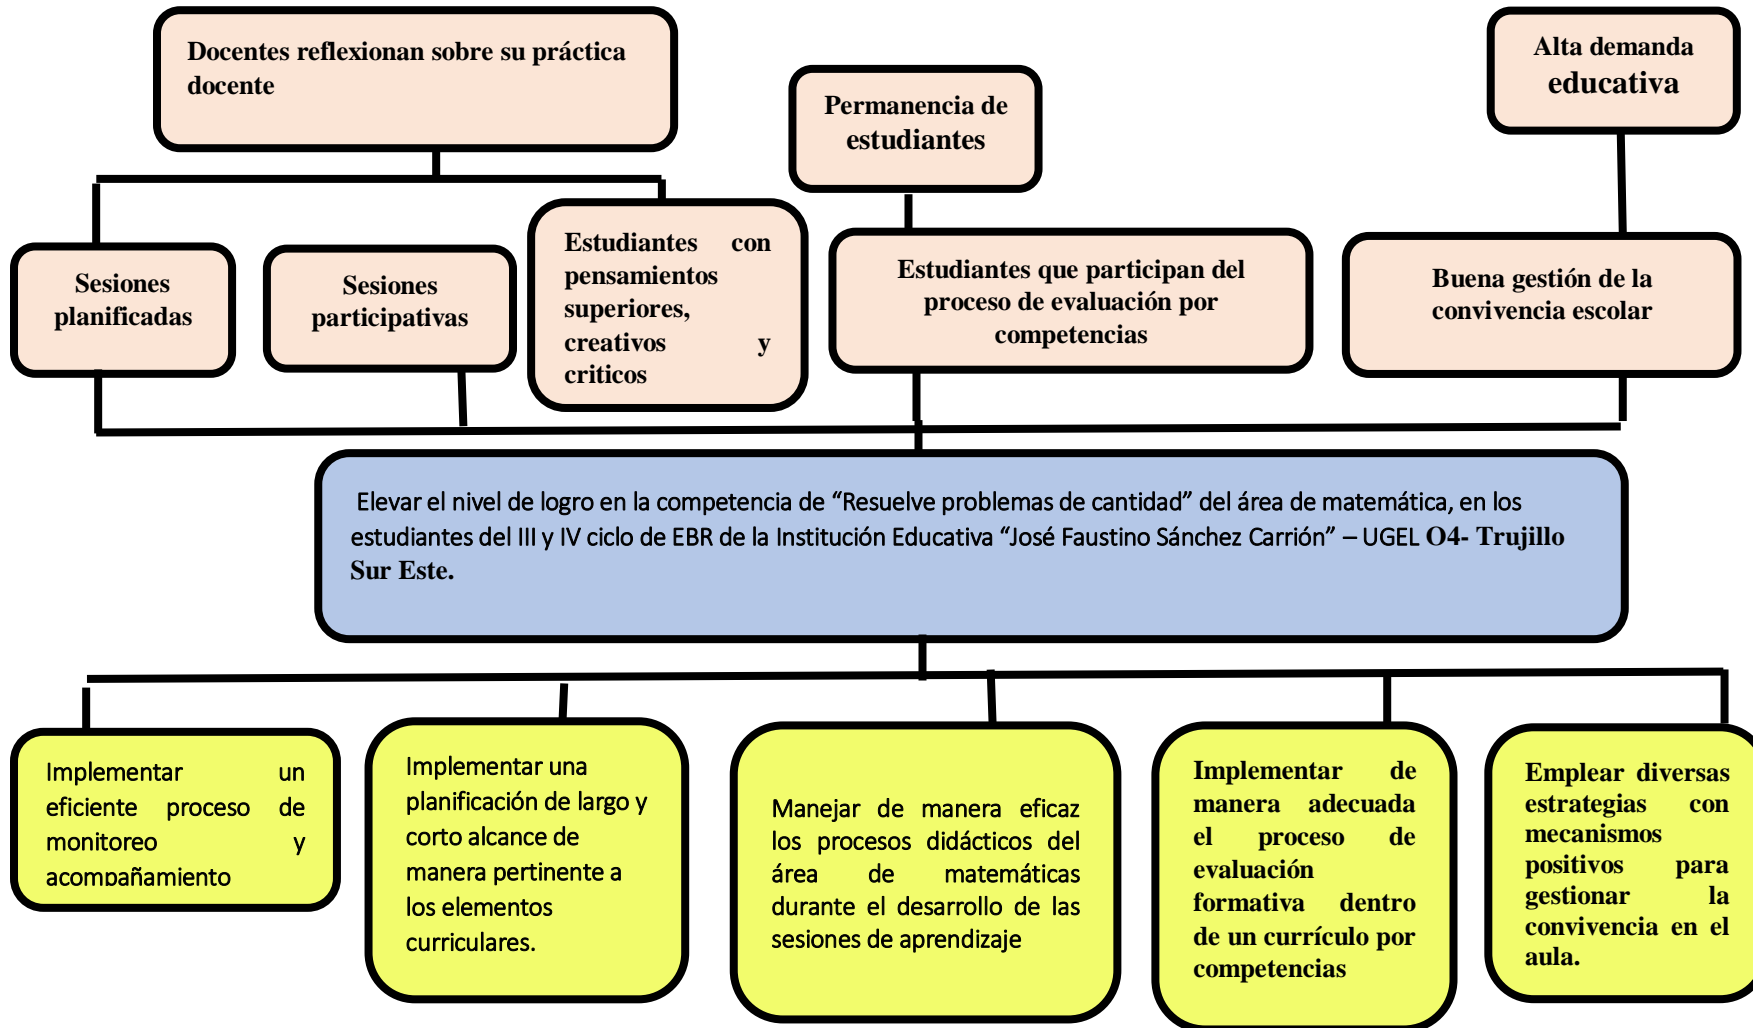 Docentes reflexionan sobre su práctica
docente
Permanencia de
estudiantes
Alta demanda
educativa
Sesiones
planificadas
Sesiones
participativas
Estudiantes con
pensamientos
superiores,
creativos y
criticos
Estudiantes que participan del
proceso de evaluación por
competencias
Buena gestión de la
convivencia escolar
Elevar el nivel de logro en la competencia de “Resuelve problemas de cantidad” del área de matemática, en los
estudiantes del III y IV ciclo de EBR de la Institución Educativa “José Faustino Sánchez Carrión” – UGEL O4- Trujillo
Sur Este.
Implementar un
eficiente proceso de
monitoreo y
acompañamiento
Implementar una
planificación de largo y
corto alcance de
manera pertinente a
los elementos
curriculares.
Manejar de manera eficaz
los procesos didácticos del
área de matemáticas
durante el desarrollo de las
sesiones de aprendizaje
Implementar de
manera adecuada
el proceso de
evaluación
formativa dentro
de un currículo por
competencias
Emplear diversas
estrategias con
mecanismos
positivos para
gestionar la
convivencia en el
aula.